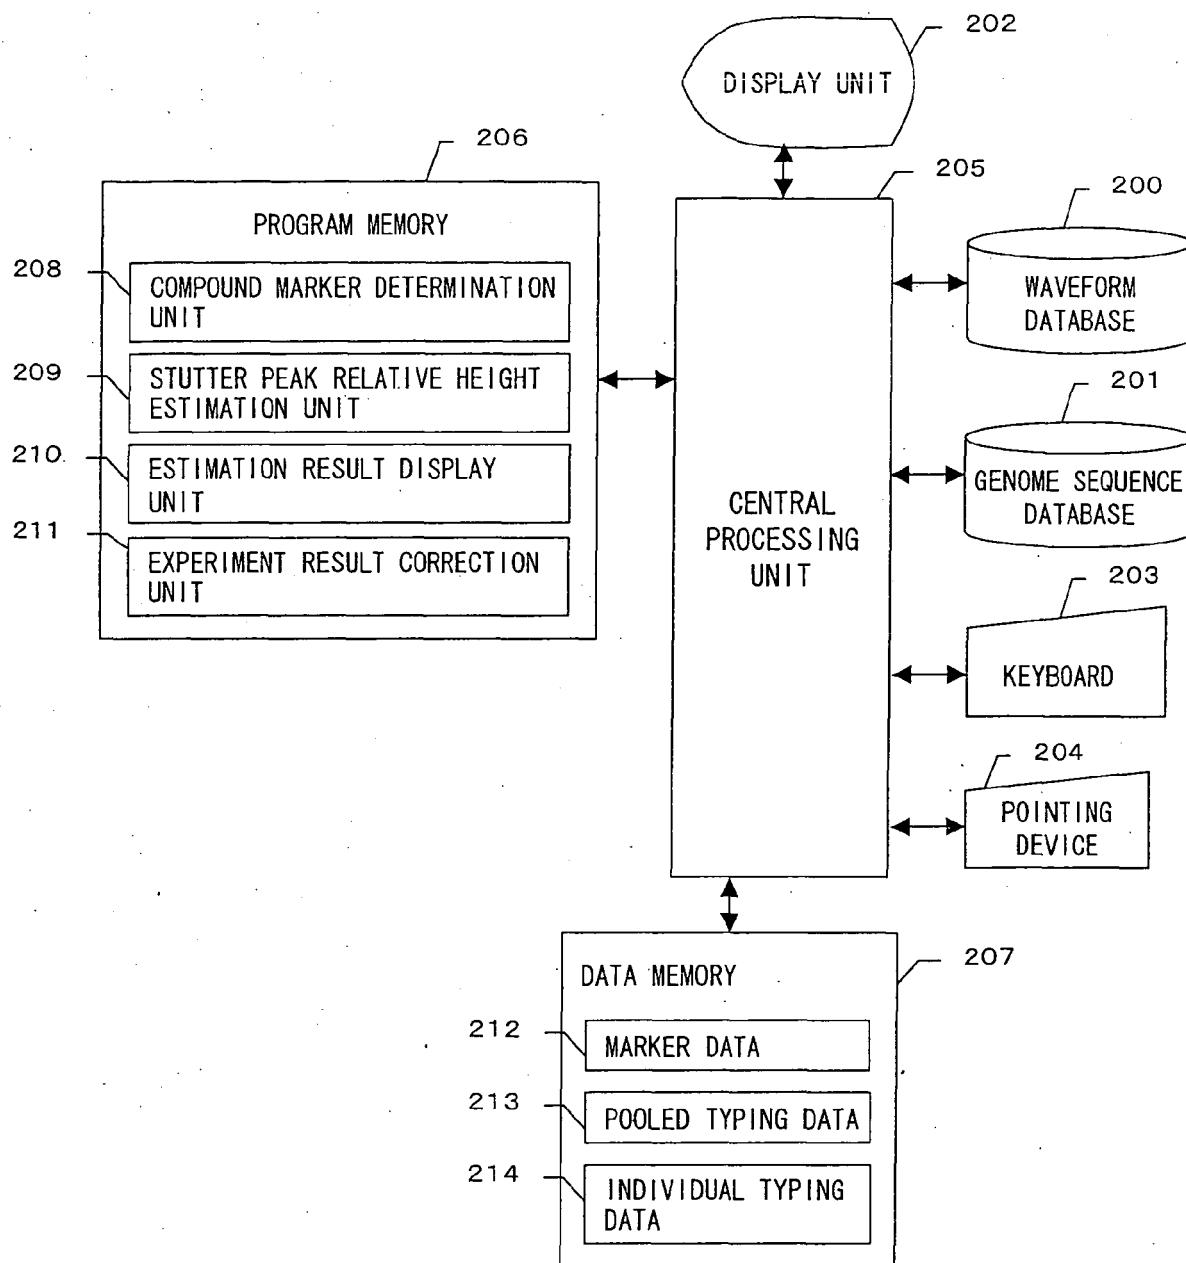 202
DISPLAY UNIT
206
PROGRAM MEMORY
208
COMPOUND MARKER DETERMINATION
UNIT
209
STUTTER PEAK RELATIVE HEIGHT
ESTIMATION UNIT
210
ESTIMATION RESULT DISPLAY
UNIT
211
EXPERIMENT RESULT CORRECTION
UNIT
205
CENTRAL
PROCESSING
UNIT
200
WAVEFORM
DATABASE
201
GENOME SEQUENCE
DATABASE
203
KEYBOARD
204
POINTING
DEVICE
207
DATA MEMORY
212
MARKER DATA
213
POOLED TYPING DATA
214
INDIVIDUAL TYPING
DATA